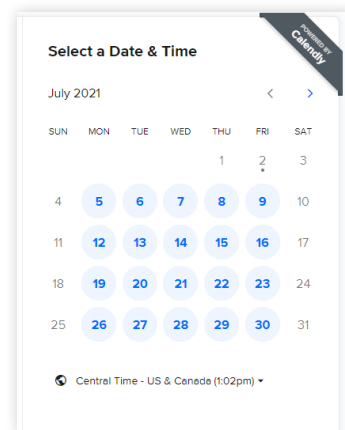 POWERED BY
Calendly
Select a Date & Time
July 2021
SUN MON TUE WED THU FRI SAT
1 2 3
4 5 6 7 8 9 10
11 12 13 14 15 16 17
18 19 20 21 22 23 24
25 26 27 28 29 30 31
Central Time - US & Canada (1:02pm)